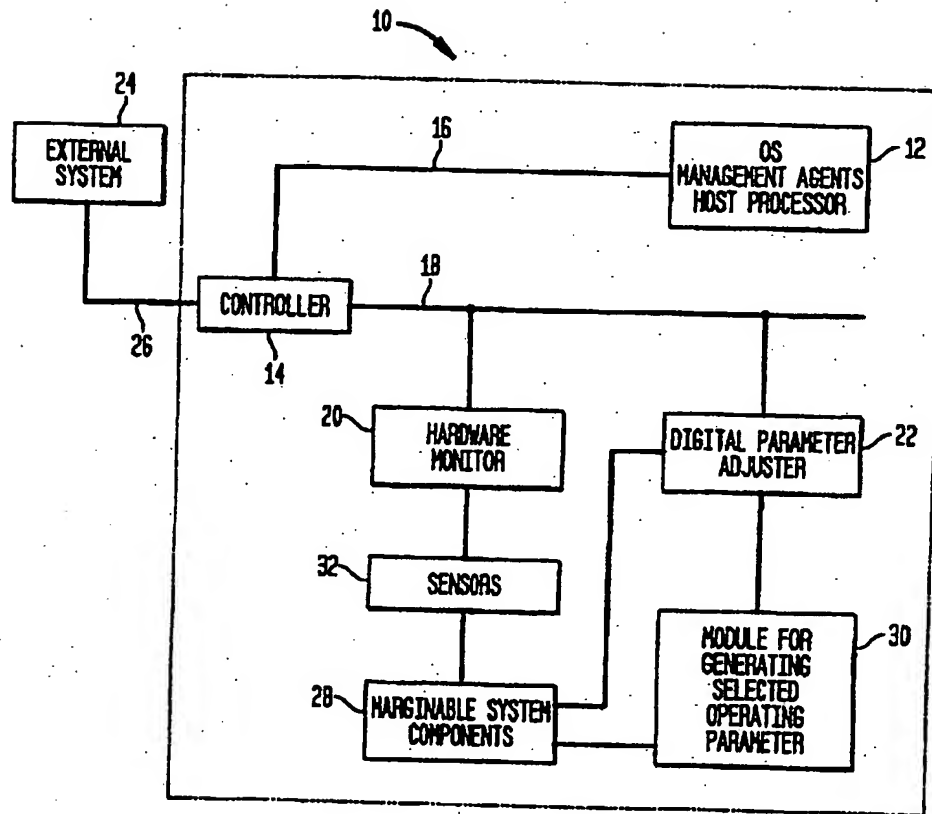 10
24
EXTERNAL
SYSTEM
16
OS
MANAGEMENT AGENTS
HOST PROCESSOR
12
18
CONTROLLER
26
14
20
HARDWARE
MONITOR
DIGITAL PARAMETER
ADJUSTER
22
32
SENSORS
MODULE FOR
GENERATING
SELECTED
OPERATING
PARAMETER
30
28
MARGINABLE SYSTEM
COMPONENTS